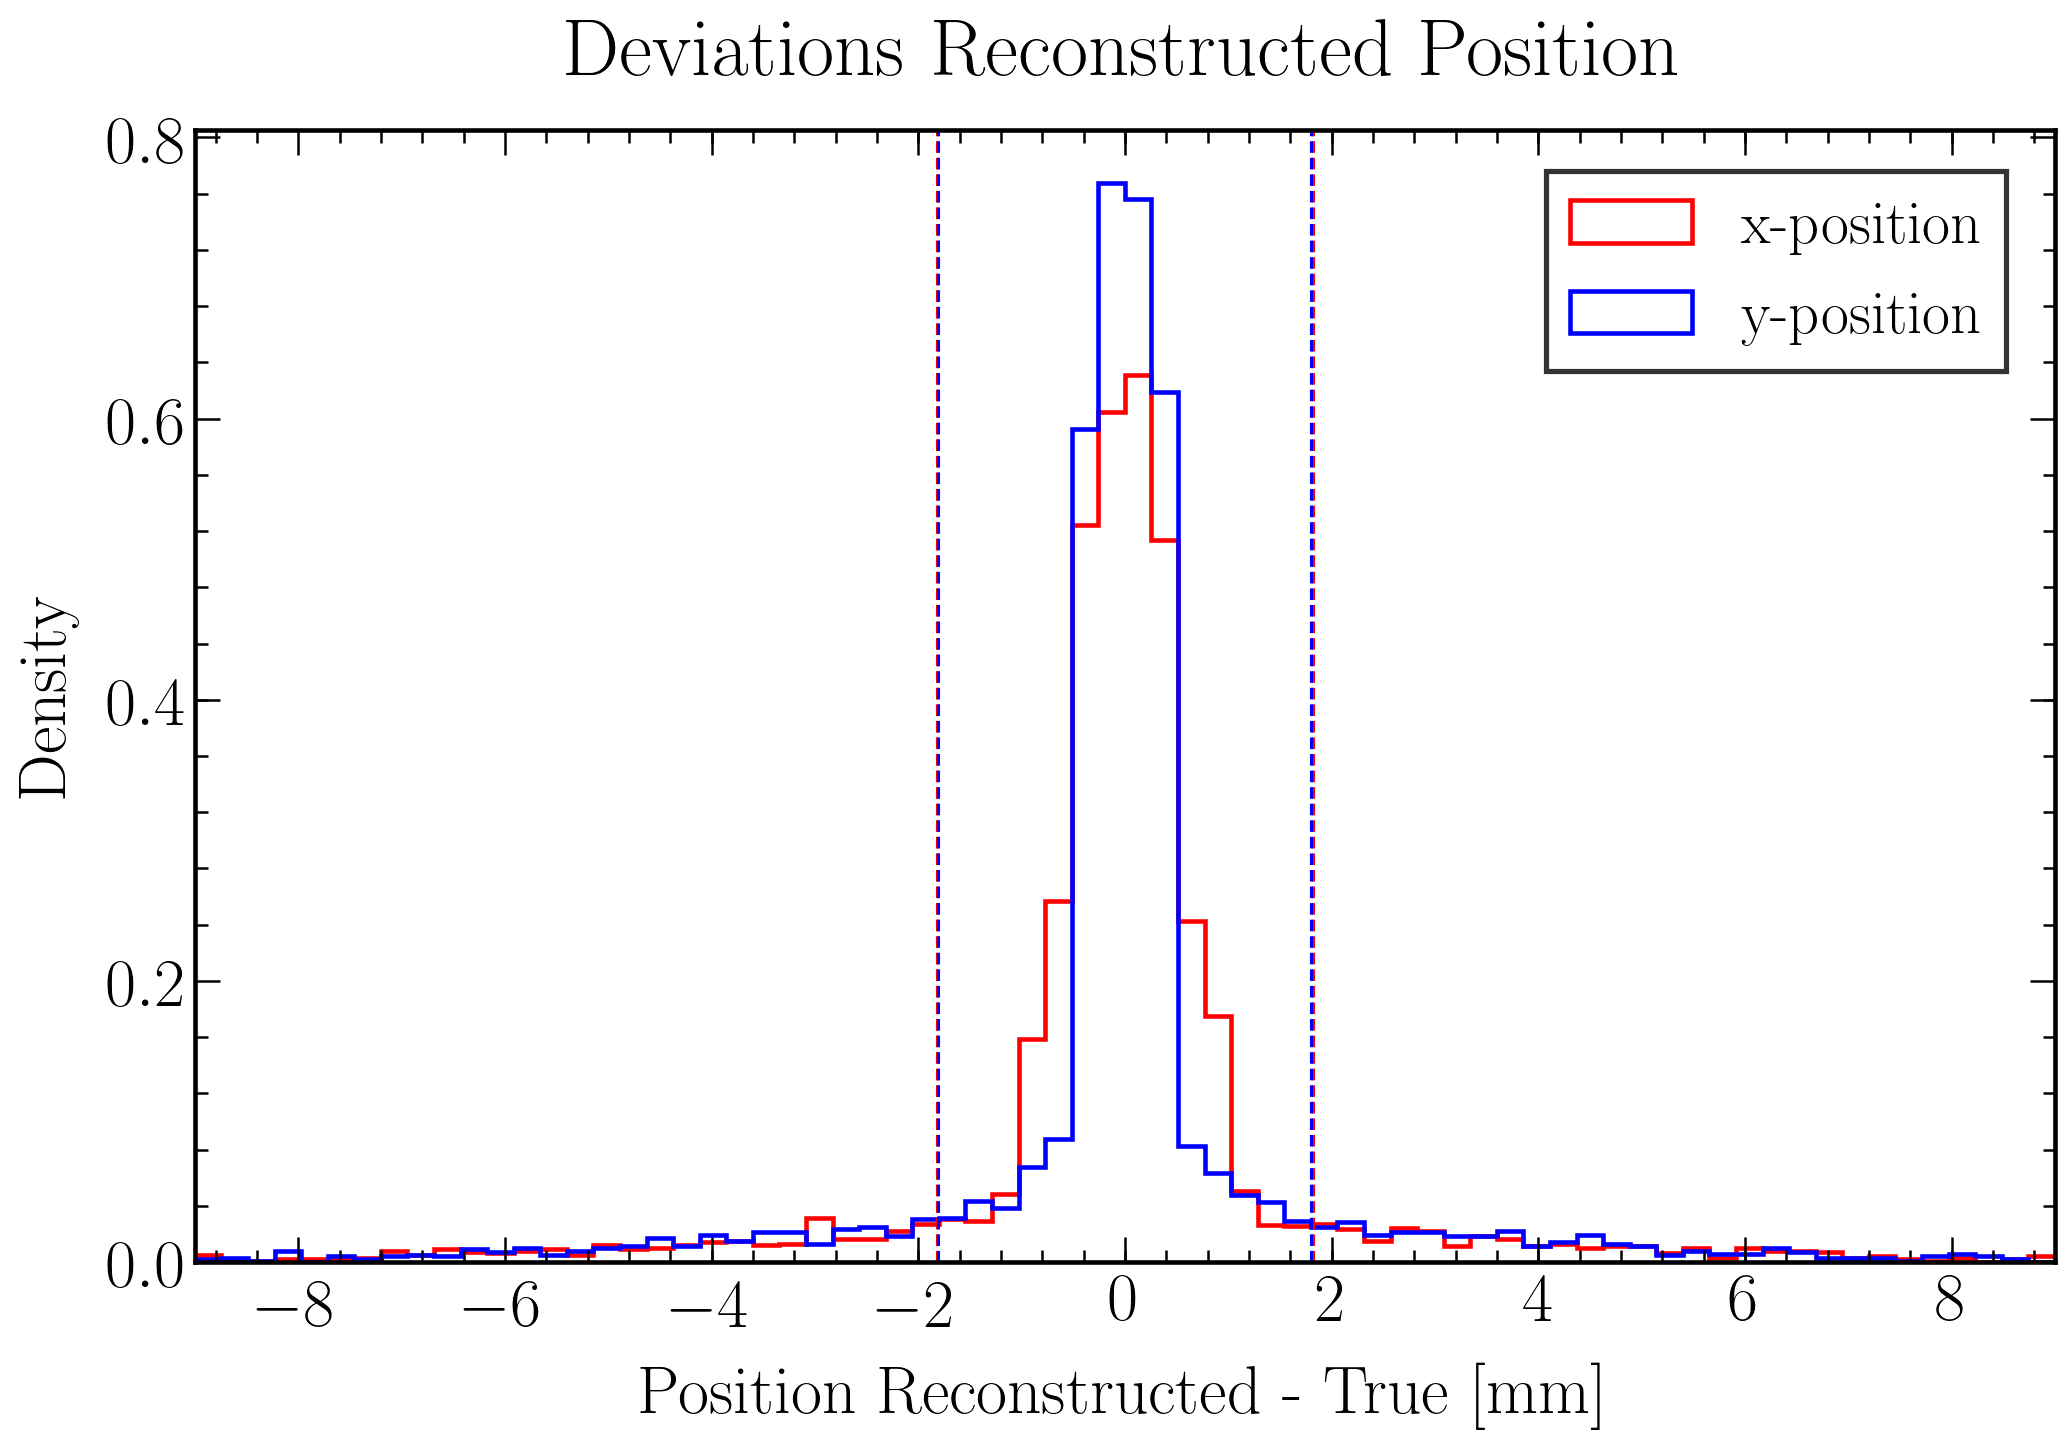 Deviations Reconstructed Position
0.8
0.6
0.4
0.2
0.0
Density
x-position
y-position
−8 −6 −4 −2 0 2 4 6 8
Position Reconstructed - True [mm]